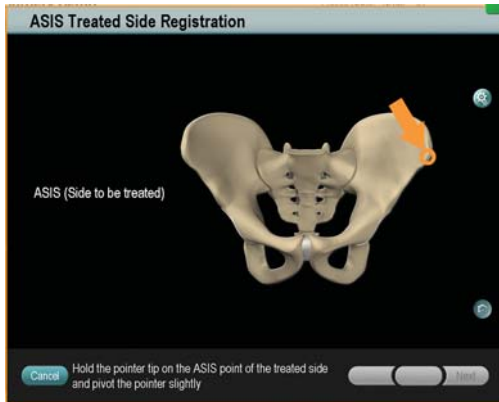 ASIS Treated Side Registration
ASIS (Side to be treated)
Cancel
Hold the pointer tip on the ASIS point of the treated side
and pivot the pointer slightly
Next